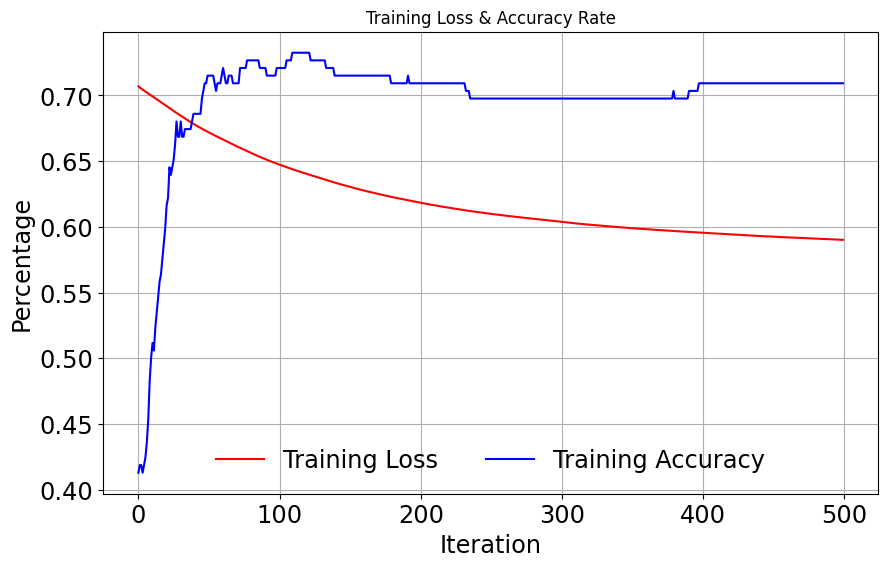 Training Loss & Accuracy Rate
0.70
0.65
0.60
0.55
0.50
0.45
0.40
Percentage
Training Loss
Training Accuracy
0
100
200
300
400
500
Iteration